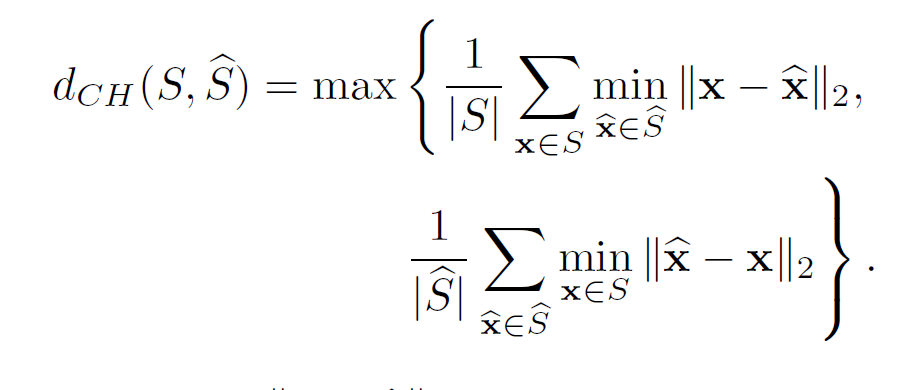 d_{CH}(S, \widehat{S}) = \max \left\{ \frac{1}{|S|} \sum_{\mathbf{x} \in S} \min_{\widehat{\mathbf{x}} \in \widehat{S}} \|\mathbf{x} - \widehat{\mathbf{x}}\|_2, \right.
\left. \frac{1}{|\widehat{S}|} \sum_{\widehat{\mathbf{x}} \in \widehat{S}} \min_{\mathbf{x} \in S} \|\widehat{\mathbf{x}} - \mathbf{x}\|_2 \right\}.